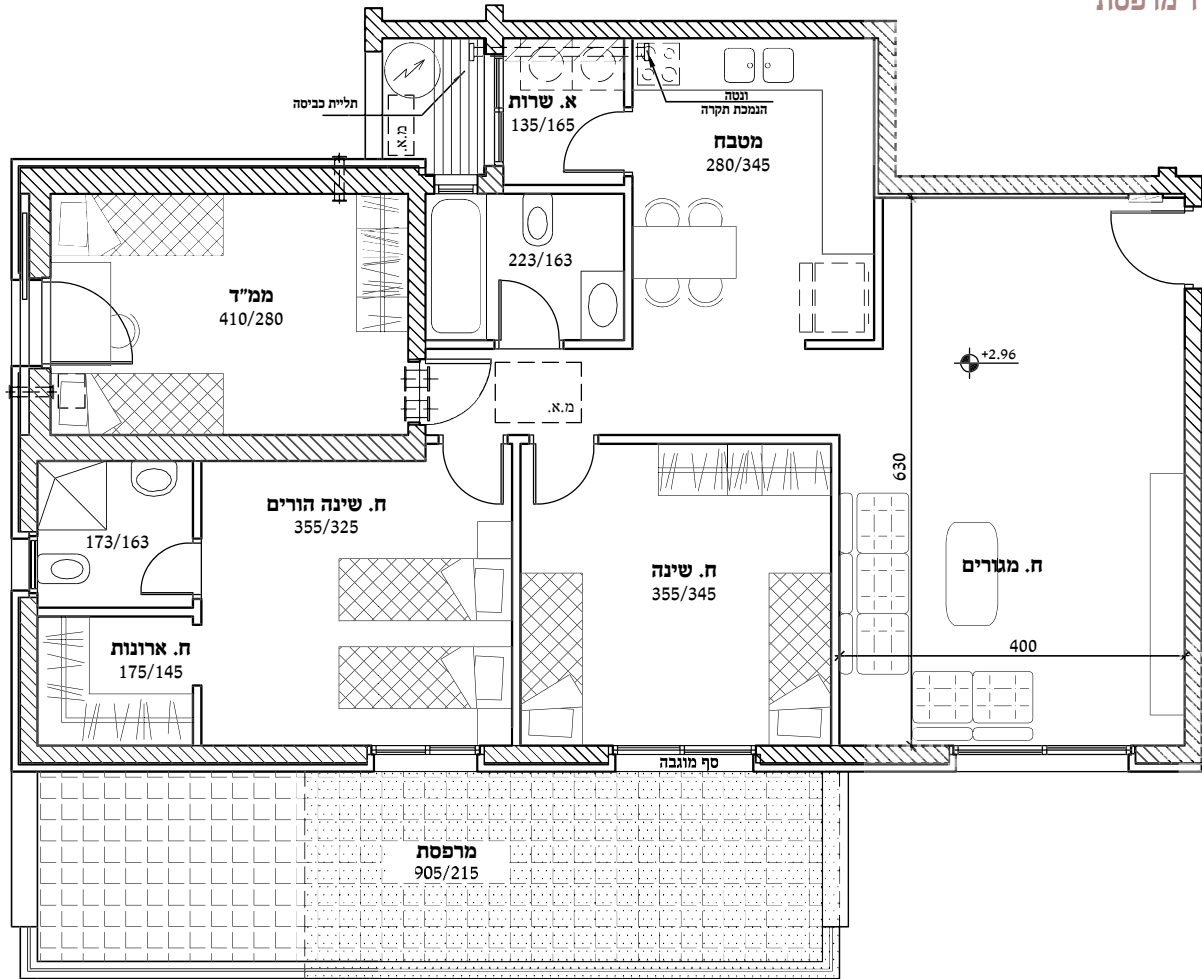 ד מרפסת
תליית כביסה
מ.א.
א. שרות
135/165
ונטה
הנמכת תקרה
מטבח
280/345
223/163
ממ"ד
410/280
+2.96
מ.א.
630
ח. שינה הורים
355/325
173/163
ח. שינה
355/345
ח. מגורים
400
ח. ארונות
175/145
סף מוגבה
מרפסת
905/215